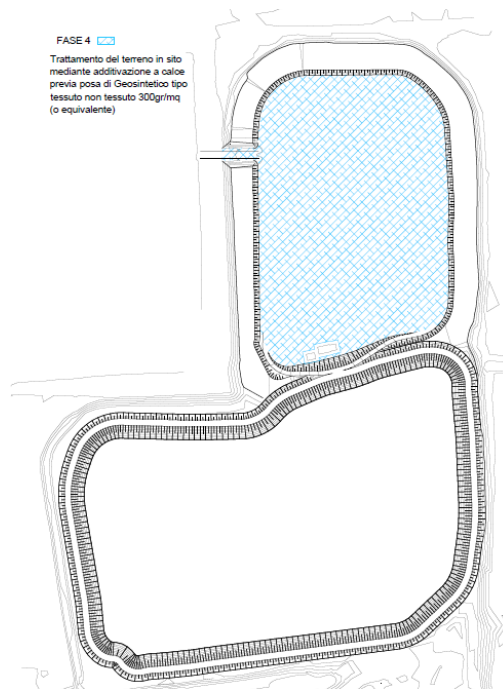 FASE 4
Trattamento del terreno in sito
mediante additivazione a calce
previa posa di Geosintetico tipo
tessuto non tessuto 300gr/mq
(o equivalente)